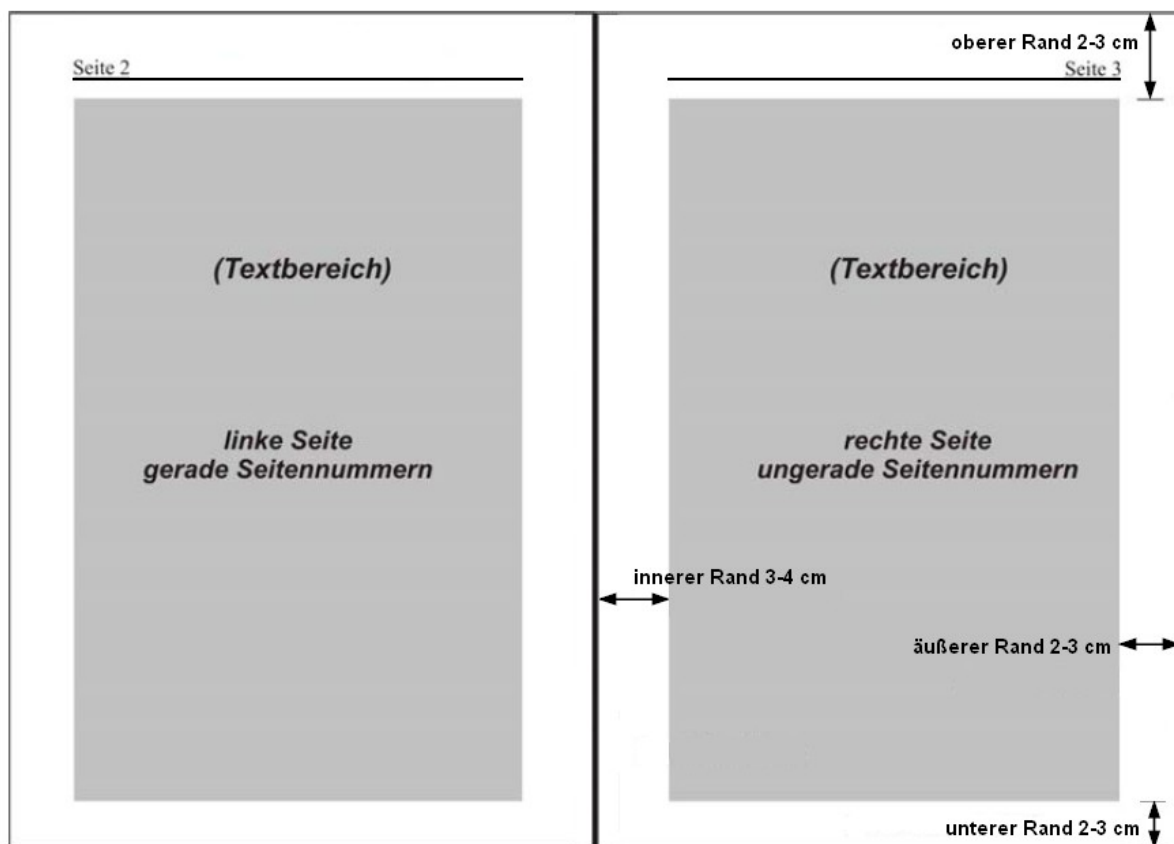 oberer Rand 2-3 cm
Seite 2
Seite 3
(Textbereich)
(Textbereich)
linke Seite
gerade Seitennummern
rechte Seite
ungerade Seitennummern
innerer Rand 3-4 cm
äußerer Rand 2-3 cm
unterer Rand 2-3 cm